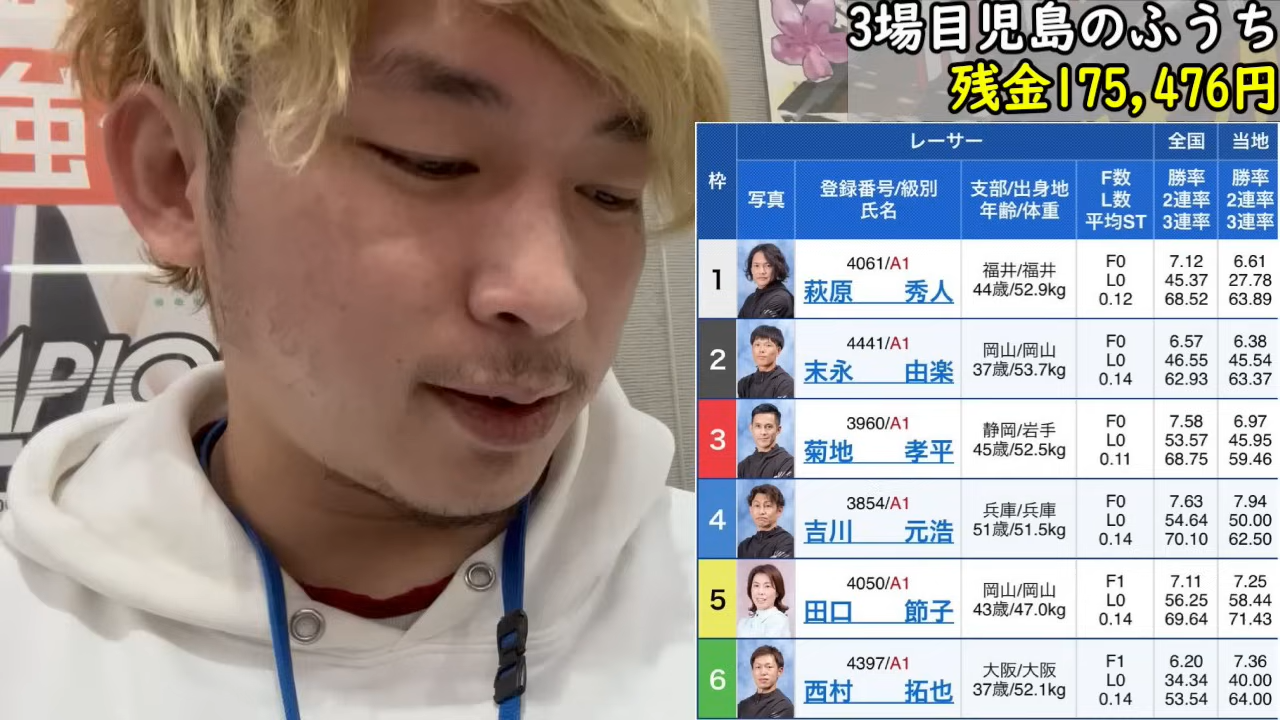 3場目児島のふうち
残金175,476円
強
枠
レーサー
全国
当地
写真
登録番号/級別
氏名
支部/出身地
年齢/体重
F数
L数
平均ST
勝率
2連率
3連率
勝率
2連率
3連率
1
4061/A1
萩原 秀人
福井/福井
44歳/52.9kg
F0
L0
0.12
7.12
45.37
68.52
6.61
27.78
63.89
2
4441/A1
末永 由楽
岡山/岡山
37歳/53.7kg
F0
L0
0.14
6.57
46.55
62.93
6.38
45.54
63.37
3
3960/A1
菊地 孝平
静岡/岩手
45歳/52.5kg
F0
L0
0.11
7.58
53.57
68.75
6.97
45.95
59.46
4
3854/A1
吉川 元浩
兵庫/兵庫
51歳/51.5kg
F0
L0
0.14
7.63
54.64
70.10
7.94
50.00
62.50
5
4050/A1
田口 節子
岡山/岡山
43歳/47.0kg
F1
L0
0.14
7.11
56.25
69.64
7.25
58.44
71.43
6
4397/A1
西村 拓也
大阪/大阪
37歳/52.1kg
F1
L0
0.14
6.20
34.34
53.54
7.36
40.00
64.00